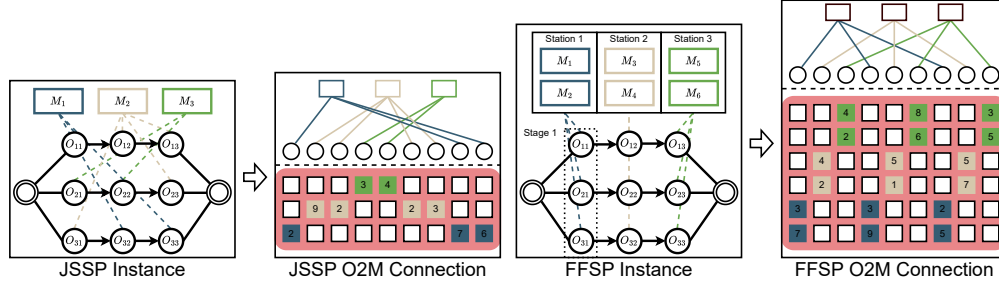 M1 M2 M3
O11 O12 O13
O21 O22 O23
O31 O32 O33
JSSP Instance
3 4
9 2 2 3
2 7 6
JSSP O2M Connection
Station 1 Station 2 Station 3
M1 M3 M5
M2 M4 M6
Stage 1
O11 O12 O13
O21 O22 O23
O31 O32 O33
FFSP Instance
4 8 3
2 6 5
4 5 5
2 1 7
3 3 2
7 9 5
FFSP O2M Connection